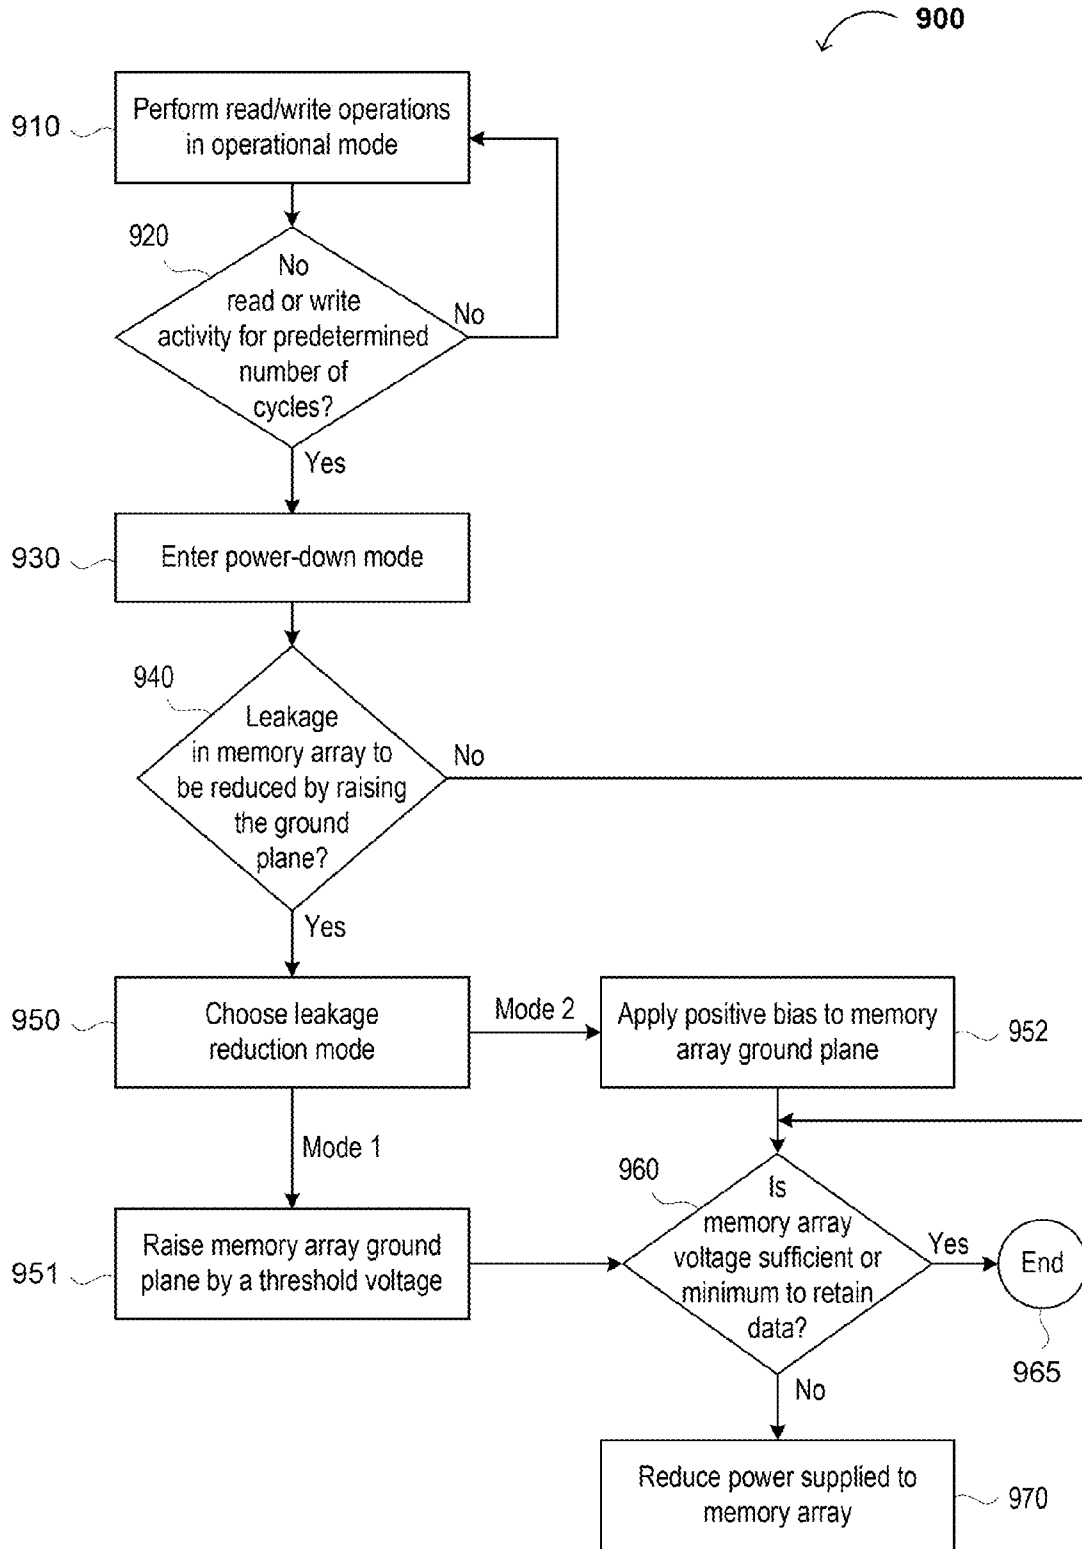 900
910
Perform read/write operations
in operational mode
920
No
read or write
activity for predetermined
number of
cycles?
No
Yes
930
Enter power-down mode
940
Leakage
in memory array to
be reduced by raising
the ground
plane?
No
Yes
950
Choose leakage
reduction mode
Mode 2
Apply positive bias to memory
array ground plane
952
Mode 1
951
Raise memory array ground
plane by a threshold voltage
960
Is
memory array
voltage sufficient or
minimum to retain
data?
Yes
End
965
No
Reduce power supplied to
memory array
970